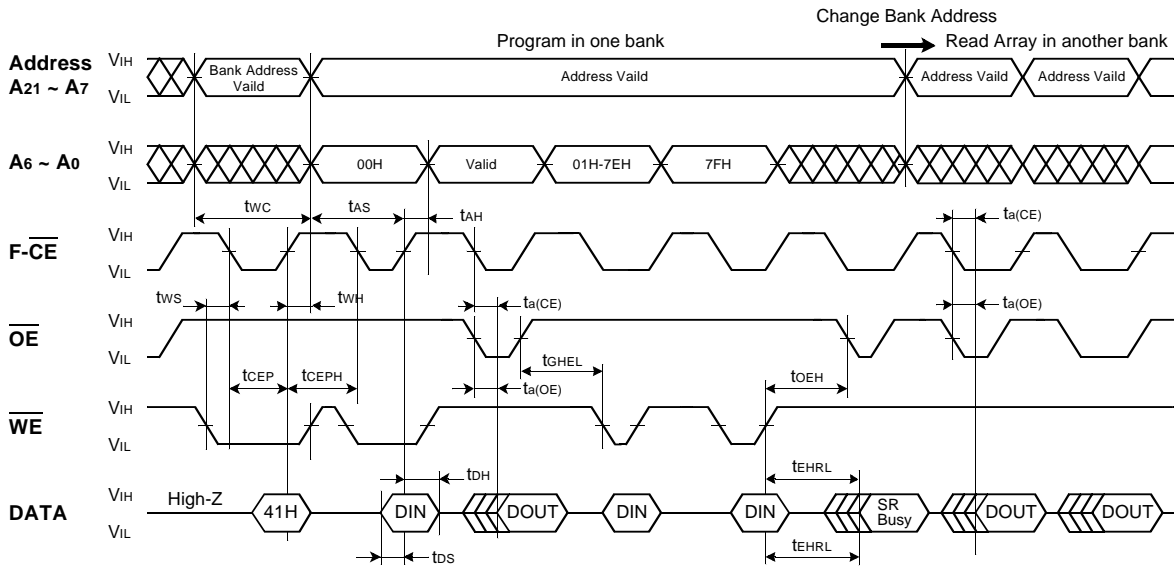 Change Bank Address
Program in one bank
Read Array in another bank
Address
A21 ~ A7
VIH
VIL
Bank Address
Vaild
Address Vaild
Address Vaild
Address Vaild
A6 ~ A0
VIH
VIL
00H
Valid
01H-7EH
7FH
tWC
tAS
tAH
ta(CE)
F-CE
VIH
VIL
tWS
tWH
ta(CE)
ta(OE)
OE
VIH
VIL
tCEP
tCEPH
tGHEL
ta(OE)
tOEH
WE
VIH
VIL
tDH
tEHRL
DATA
VIH
VIL
High-Z
41H
DIN
DOUT
DIN
DIN
SR
Busy
DOUT
DOUT
tDS
tEHRL